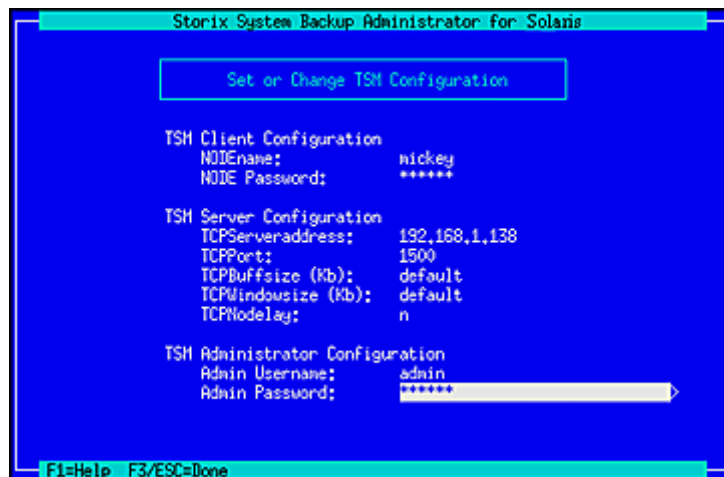 Storix System Backup Administrator for Solaris
Set or Change TSM Configuration
TSM Client Configuration
NODEname: mickey
NODE Password: ******
TSM Server Configuration
TCPServeraddress: 192.168.1.138
TCPPort: 1500
TCPBuffsize (Kb): default
TCPWindowsize (Kb): default
TCPNodelay: n
TSM Administrator Configuration
Admin Username: admin
Admin Password: ******
F1=Help F3/ESC=Done